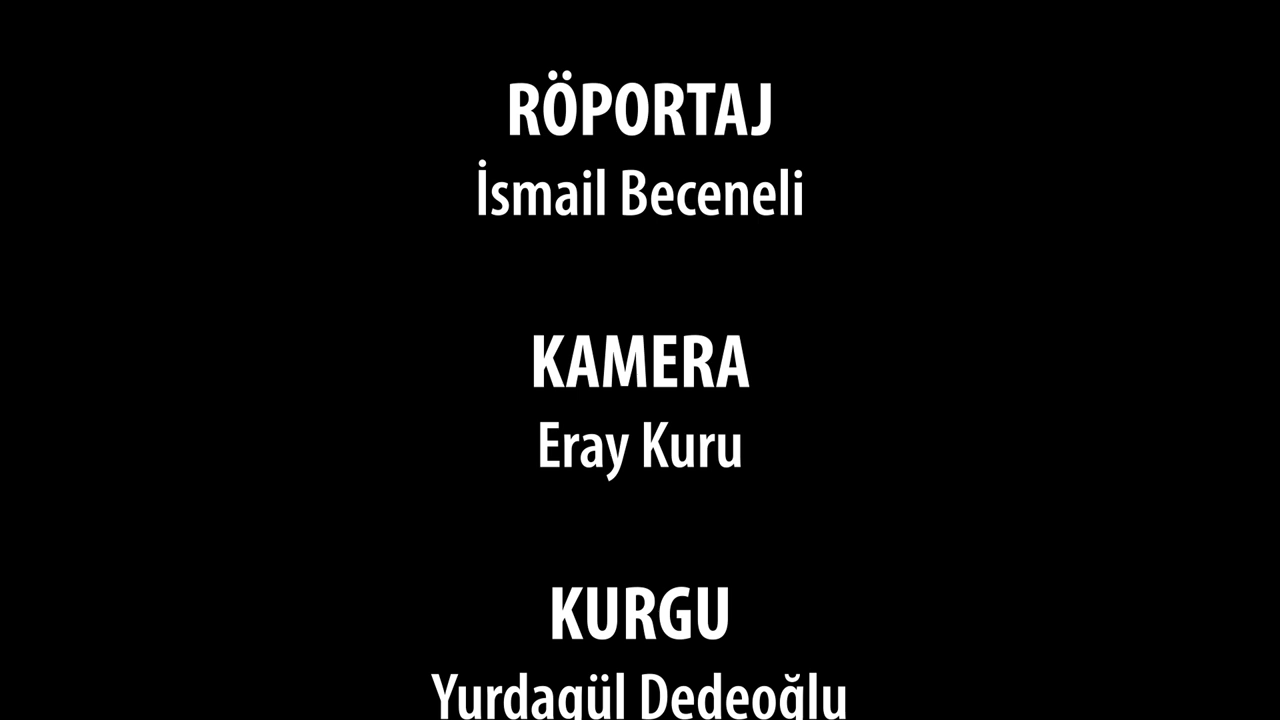 RÖPORTAJ
İsmail Beceneli
KAMERA
Eray Kuru
KURGU
Yurdagül Dedeoğlu